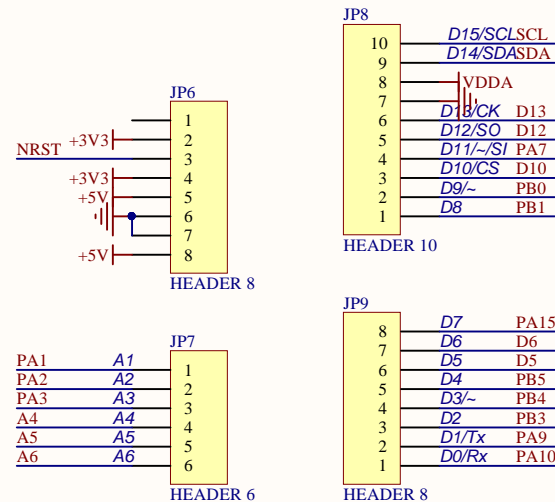 JP6
1
+3V3 2
NRST 3
+3V3 4
+5V 5
6
7
+5V 8
HEADER 8
JP7
PA1 A1 1
PA2 A2 2
PA3 A3 3
A4 A4 4
A5 A5 5
A6 A6 6
HEADER 6
JP8
10 D15/SCL SCL
9 D14/SDA SDA
8 VDDA
7
6 D13/CK D13
5 D12/SO D12
4 D11/~/SI PA7
3 D10/CS D10
2 D9/~ PB0
1 D8 PB1
HEADER 10
JP9
8 D7 PA15
7 D6 D6
6 D5 D5
5 D4 PB5
4 D3/~ PB4
3 D2 PB3
2 D1/Tx PA9
1 D0/Rx PA10
HEADER 8